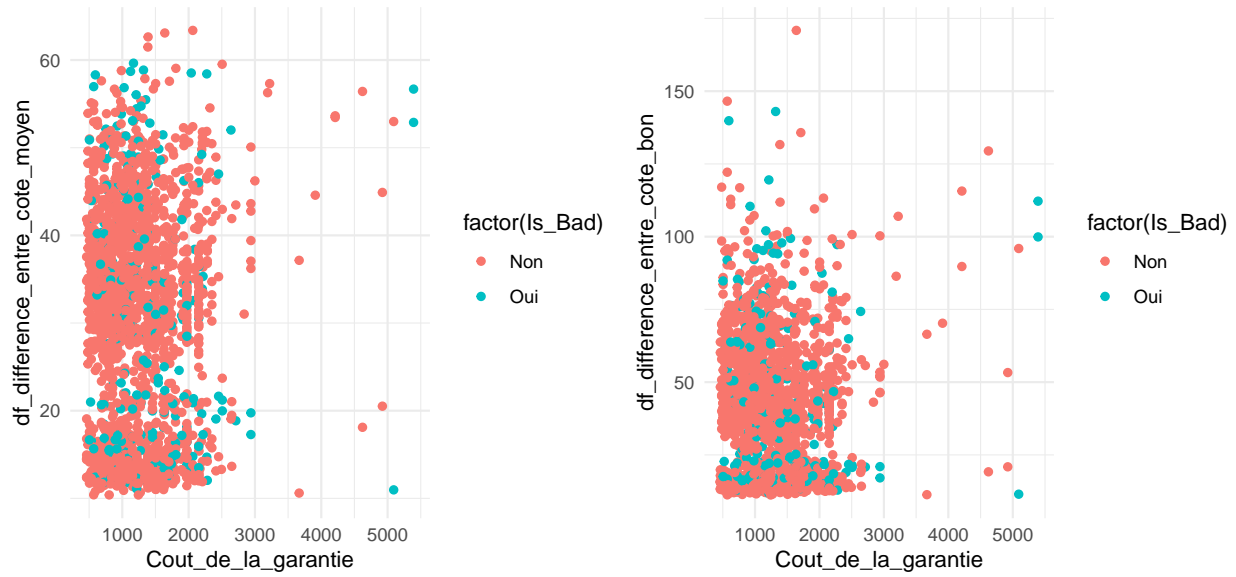 df_difference_entre_cote_moyen
60
40
20
1000 2000 3000 4000 5000
Cout_de_la_garantie
factor(Is_Bad)
Non
Oui
df_difference_entre_cote_bon
150
100
50
1000 2000 3000 4000 5000
Cout_de_la_garantie
factor(Is_Bad)
Non
Oui